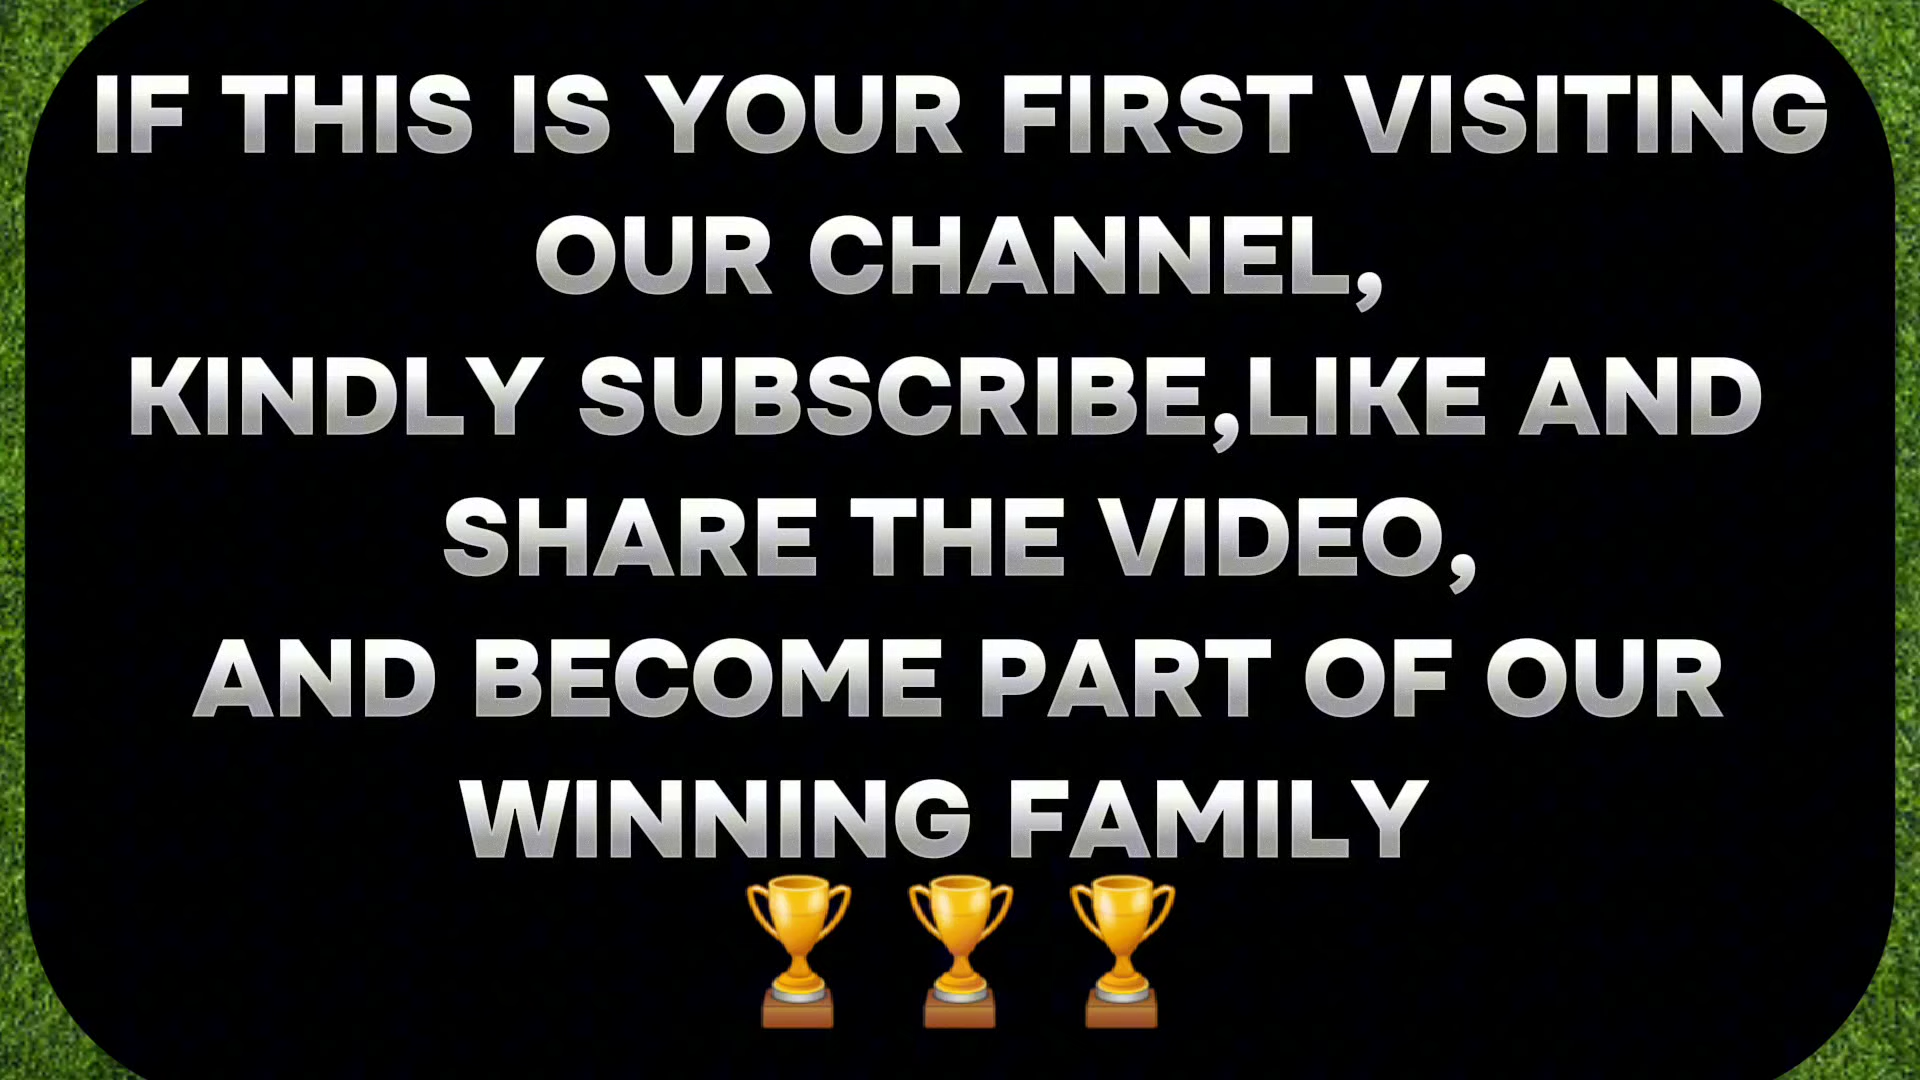 IF THIS IS YOUR FIRST VISITING
OUR CHANNEL,
KINDLY SUBSCRIBE,LIKE AND
SHARE THE VIDEO,
AND BECOME PART OF OUR
WINNING FAMILY
🏆 🏆 🏆